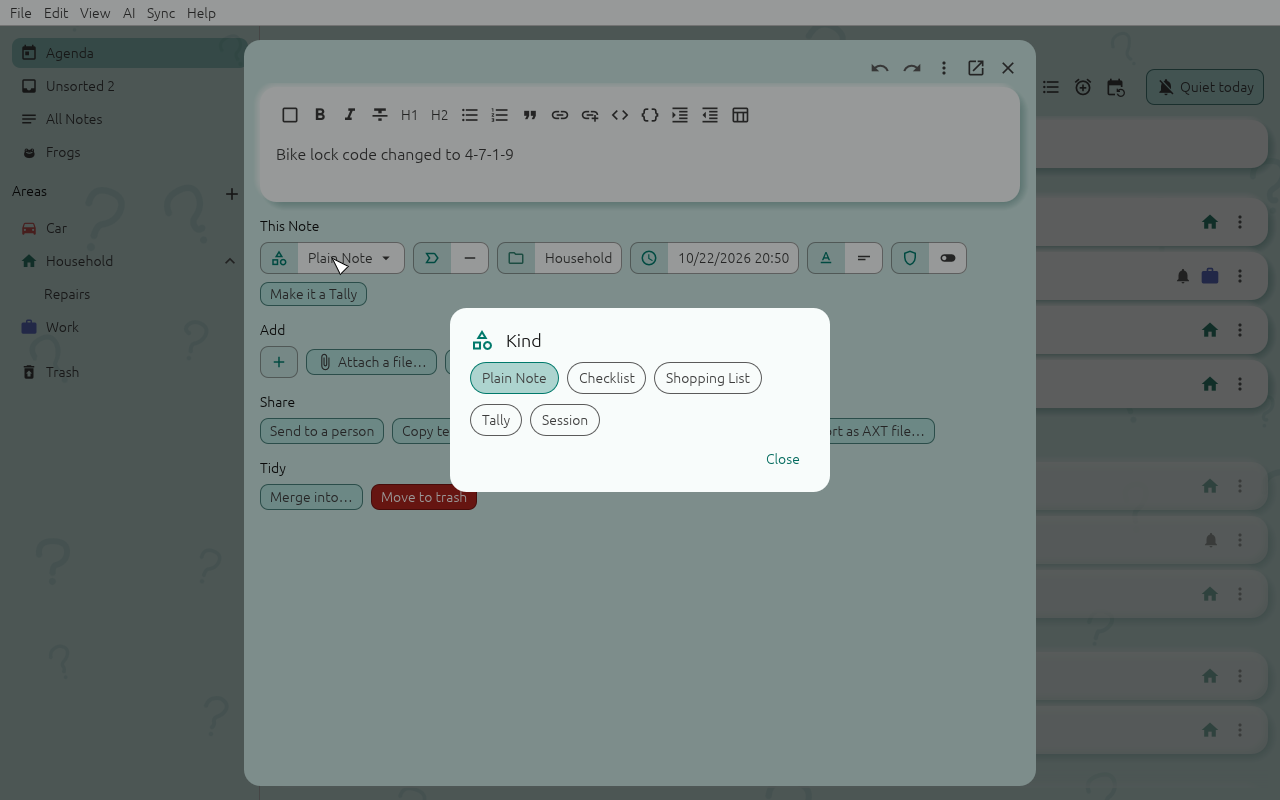 File Edit View AI Sync Help
Agenda
Unsorted 2
All Notes
Frogs
Areas
Car
Household
Repairs
Work
Trash
Quiet today
H1 H2
Bike lock code changed to 4-7-1-9
This Note
Plain Note
Household
10/22/2026 20:50
Make it a Tally
Add
Attach a file…
Share
Send to a person
Copy te
rt as AXT file…
Tidy
Merge into…
Move to trash
Kind
Plain Note
Checklist
Shopping List
Tally
Session
Close